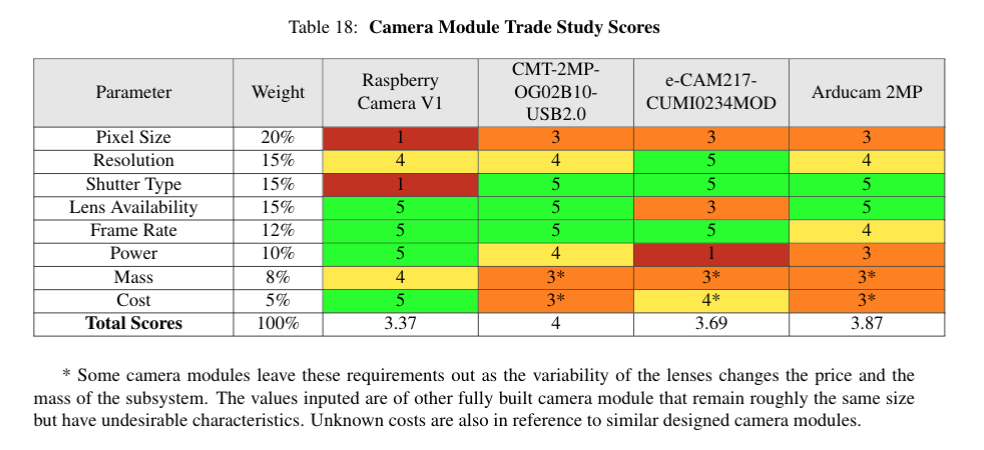 Table 18: Camera Module Trade Study Scores
Parameter Weight Raspberry Camera V1 CMT-2MP-OG02B10-USB2.0 e-CAM217-CUMI0234MOD Arducam 2MP
Pixel Size 20% 1 3 3 3
Resolution 15% 4 4 5 4
Shutter Type 15% 1 5 5 5
Lens Availability 15% 5 5 3 5
Frame Rate 12% 5 5 5 4
Power 10% 5 4 1 3
Mass 8% 4 3* 3* 3*
Cost 5% 5 3* 4* 3*
Total Scores 100% 3.37 4 3.69 3.87
* Some camera modules leave these requirements out as the variability of the lenses changes the price and the
mass of the subsystem. The values inputed are of other fully built camera module that remain roughly the same size
but have undesirable characteristics. Unknown costs are also in reference to similar designed camera modules.